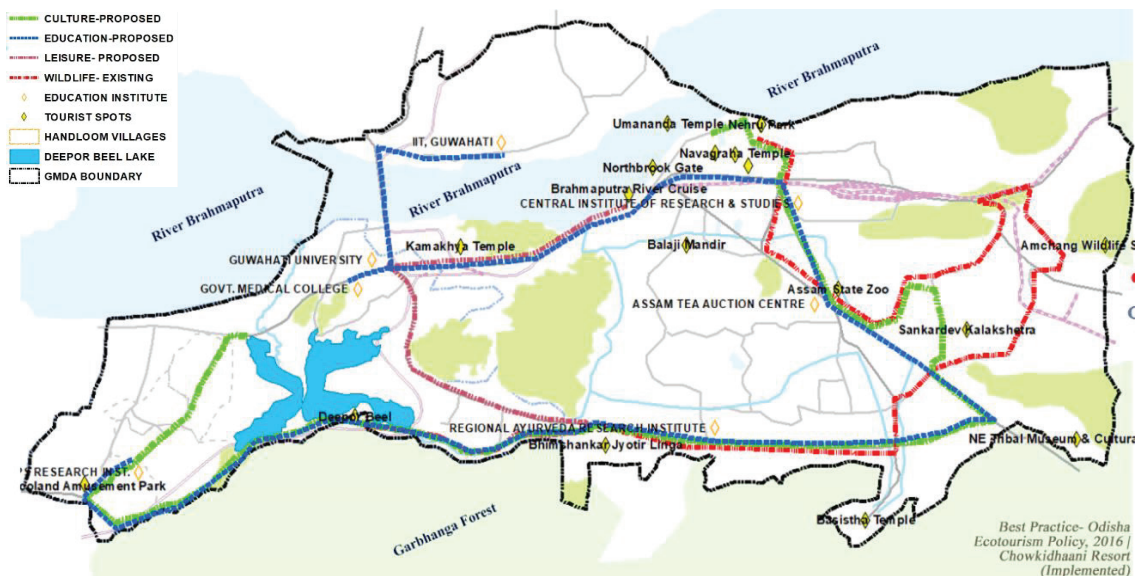 CULTURE-PROPOSED
EDUCATION-PROPOSED
LEISURE- PROPOSED
WILDLIFE- EXISTING
EDUCATION INSTITUTE
TOURIST SPOTS
HANDLOOM VILLAGES
DEEPOR BEEL LAKE
GMDA BOUNDARY
River Brahmaputra
Umananda Temple
Nehru Park
IIT, GUWAHATI
Navagraha Temple
Northbrook Gate
River Brahmaputra
River Brahmaputra
Brahmaputra River Cruise
CENTRAL INSTITUTE OF RESEARCH & STUDIES
Kamakhya Temple
Balaji Mandir
Amchang Wildlife S
GUWAHATI UNIVERSITY
GOVT. MEDICAL COLLEGE
Assam State Zoo
ASSAM TEA AUCTION CENTRE
Sankardev Kalakshetra
Deepor Beel
REGIONAL AYURVEDA RESEARCH INSTITUTE
Bhimshankar Jyotir Linga
NE Tribal Museum & Cultura
'S RESEARCH INST.
ooland Amusement Park
Basistha Temple
Garbhanga Forest
Best Practice- Odisha
Ecotourism Policy, 2016 |
Chowkidhaani Resort
(Implemented)